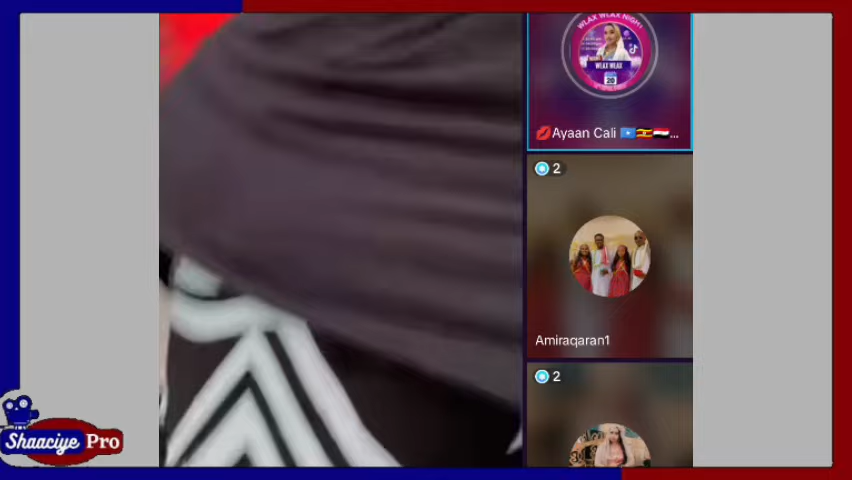 WLAX WLAX NIGHT
WLAX WLAX
20
💋Ayaan Cali 🇸🇴🇺🇬🇪🇬...
2
Amiraqaran1
2
Shaaciye Pro